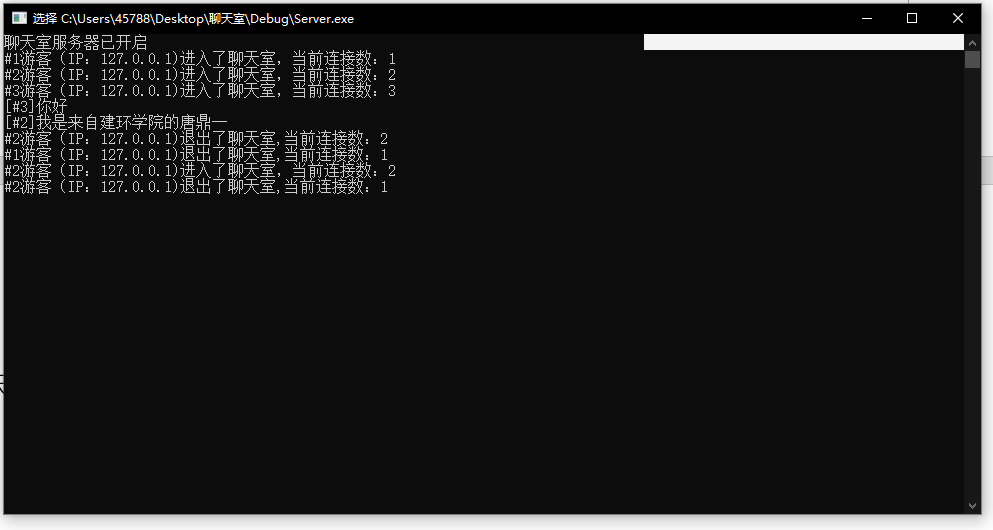 选择 C:\Users\45788\Desktop\聊天室\Debug\Server.exe
聊天室服务器已开启
#1游客（IP：127.0.0.1)进入了聊天室，当前连接数：1
#2游客（IP：127.0.0.1)进入了聊天室，当前连接数：2
#3游客（IP：127.0.0.1)进入了聊天室，当前连接数：3
[#3]你好
[#2]我是来自建环学院的唐鼎一
#2游客（IP：127.0.0.1)退出了聊天室,当前连接数：2
#1游客（IP：127.0.0.1)退出了聊天室,当前连接数：1
#2游客（IP：127.0.0.1)进入了聊天室，当前连接数：2
#2游客（IP：127.0.0.1)退出了聊天室,当前连接数：1